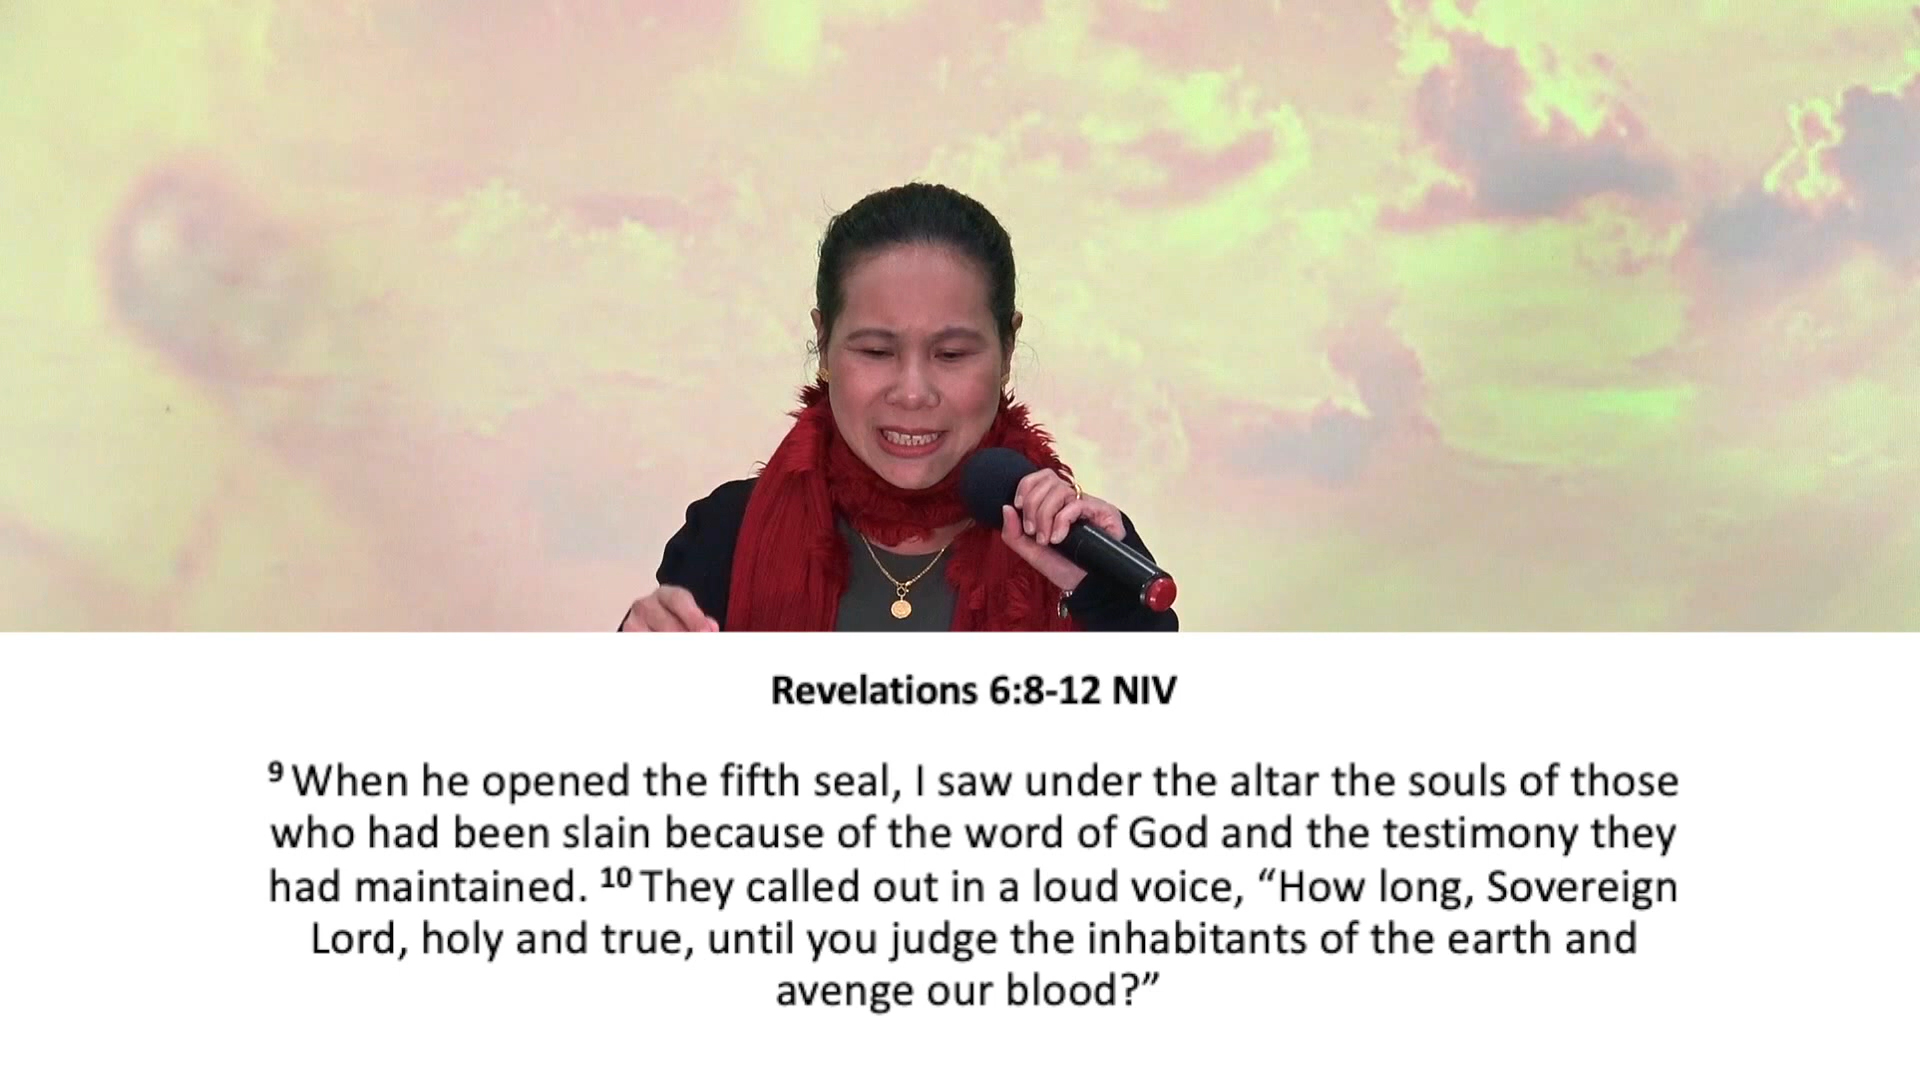 Revelations 6:8-12 NIV
⁹ When he opened the fifth seal, I saw under the altar the souls of those
who had been slain because of the word of God and the testimony they
had maintained. ¹⁰ They called out in a loud voice, “How long, Sovereign
Lord, holy and true, until you judge the inhabitants of the earth and
avenge our blood?”